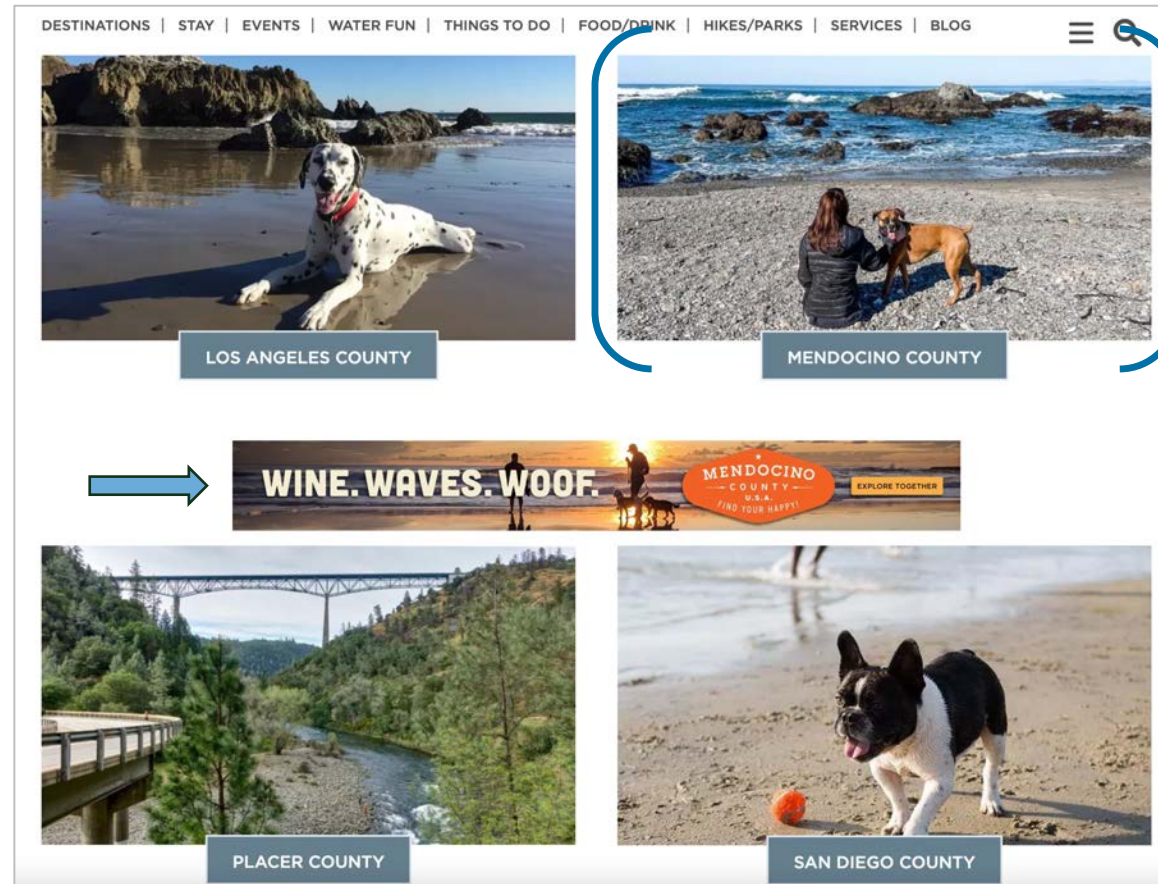 DESTINATIONS | STAY | EVENTS | WATER FUN | THINGS TO DO | FOOD/DRINK | HIKES/PARKS | SERVICES | BLOG
LOS ANGELES COUNTY
MENDOCINO COUNTY
WINE. WAVES. WOOF.
MENDOCINO
COUNTY
U.S.A.
FIND YOUR HAPPY!
EXPLORE TOGETHER
PLACER COUNTY
SAN DIEGO COUNTY